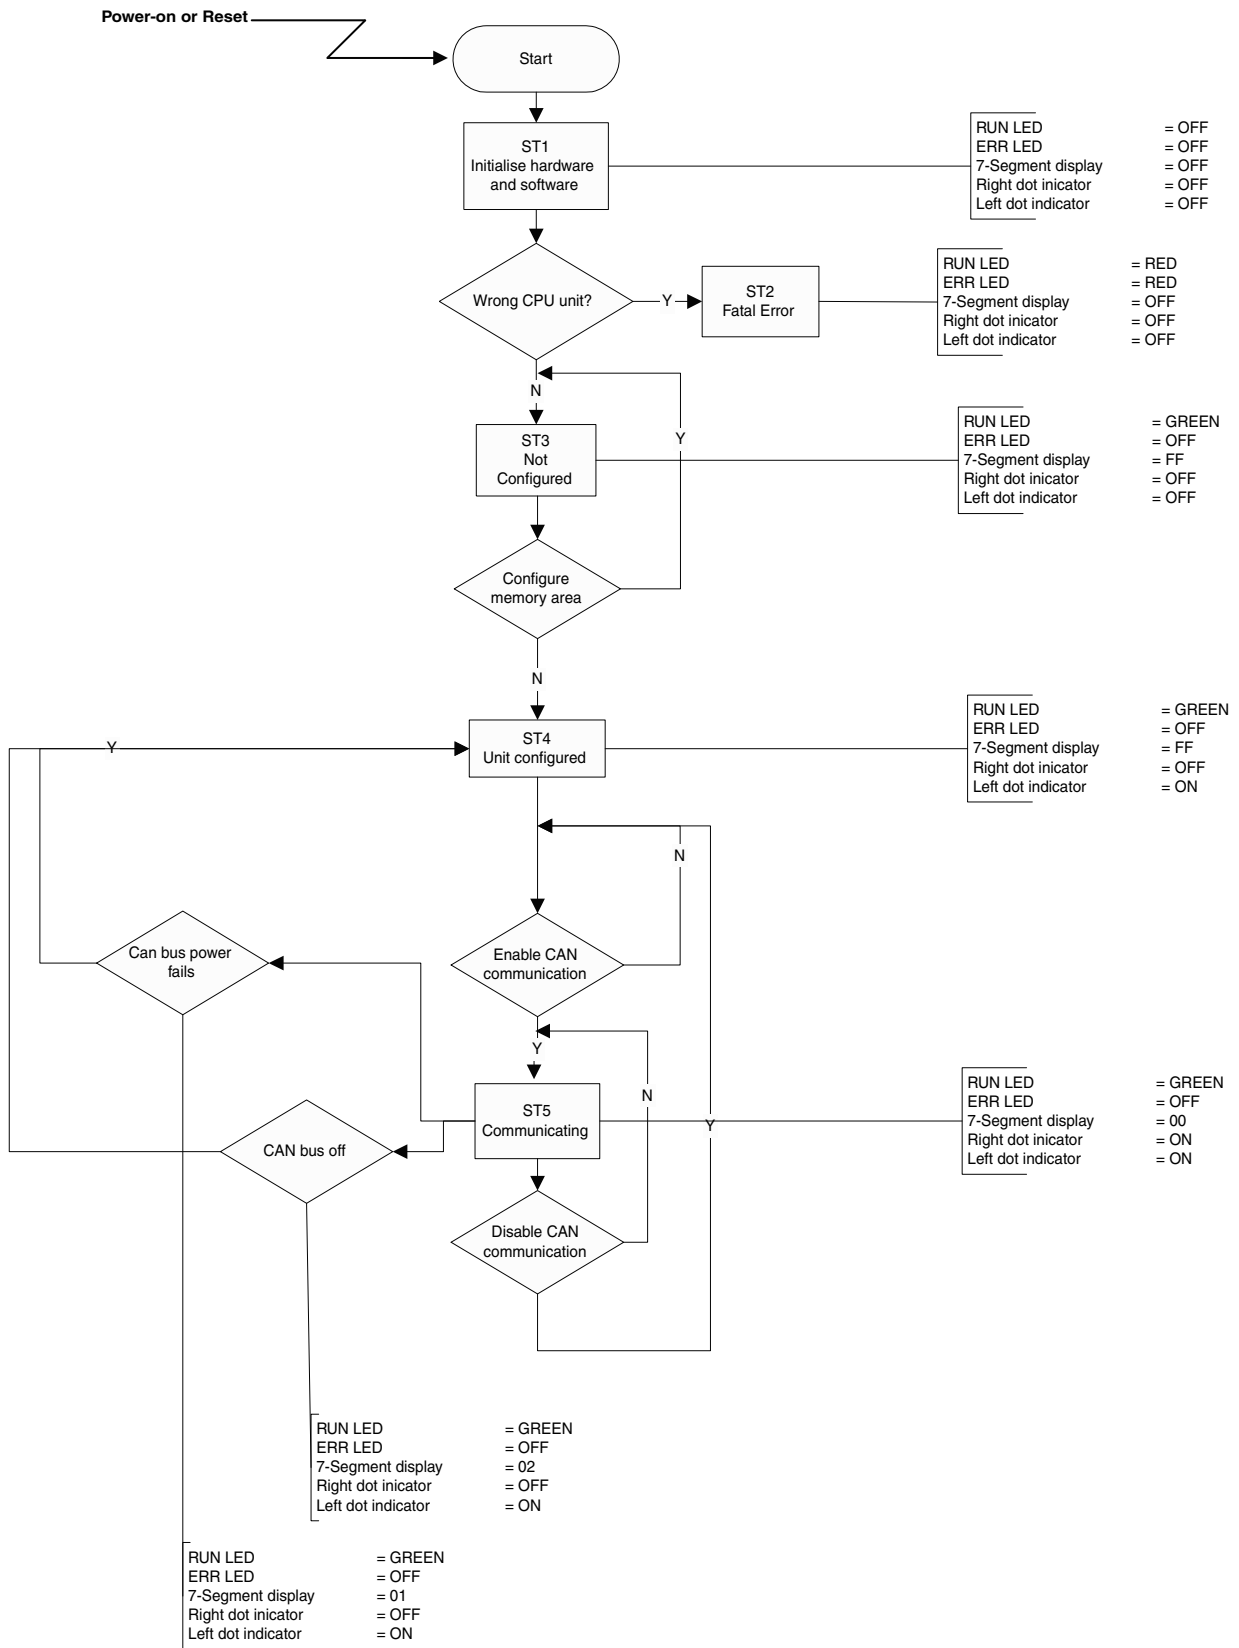 Power-on or Reset
Start
ST1
Initialise hardware
and software
RUN LED = OFF
ERR LED = OFF
7-Segment display = OFF
Right dot inicator = OFF
Left dot indicator = OFF
Wrong CPU unit?
Y
ST2
Fatal Error
RUN LED = RED
ERR LED = RED
7-Segment display = OFF
Right dot inicator = OFF
Left dot indicator = OFF
N
ST3
Not
Configured
Y
RUN LED = GREEN
ERR LED = OFF
7-Segment display = FF
Right dot inicator = OFF
Left dot indicator = OFF
Configure
memory area
N
Y
ST4
Unit configured
RUN LED = GREEN
ERR LED = OFF
7-Segment display = FF
Right dot inicator = OFF
Left dot indicator = ON
N
Can bus power
fails
Enable CAN
communication
Y
N
Y
CAN bus off
ST5
Communicating
RUN LED = GREEN
ERR LED = OFF
7-Segment display = 00
Right dot inicator = ON
Left dot indicator = ON
Disable CAN
communication
RUN LED = GREEN
ERR LED = OFF
7-Segment display = 02
Right dot inicator = OFF
Left dot indicator = ON
RUN LED = GREEN
ERR LED = OFF
7-Segment display = 01
Right dot inicator = OFF
Left dot indicator = ON